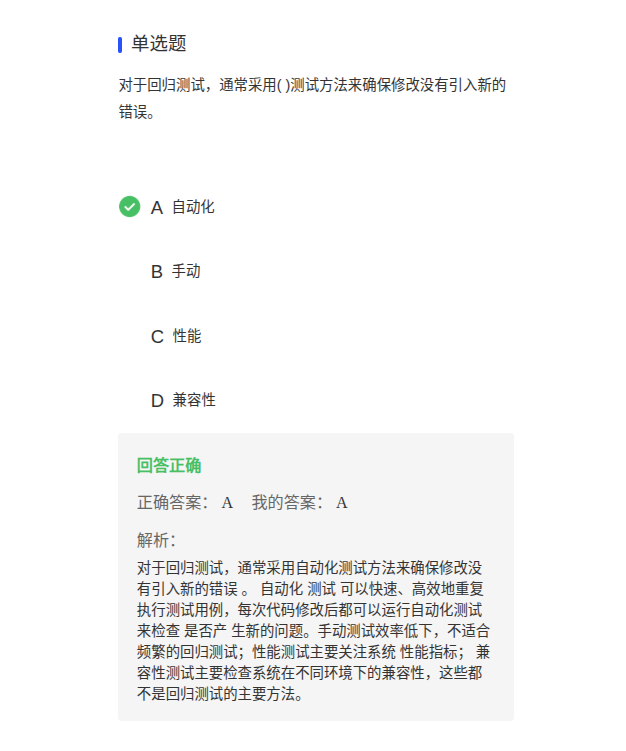 单选题
对于回归测试，通常采用( )测试方法来确保修改没有引入新的
错误。
A 自动化
B 手动
C 性能
D 兼容性
回答正确
正确答案： A 我的答案： A
解析：
对于回归测试，通常采用自动化测试方法来确保修改没
有引入新的错误 。 自动化 测试 可以快速、高效地重复
执行测试用例，每次代码修改后都可以运行自动化测试
来检查 是否产 生新的问题。手动测试效率低下，不适合
频繁的回归测试；性能测试主要关注系统 性能指标； 兼
容性测试主要检查系统在不同环境下的兼容性，这些都
不是回归测试的主要方法。